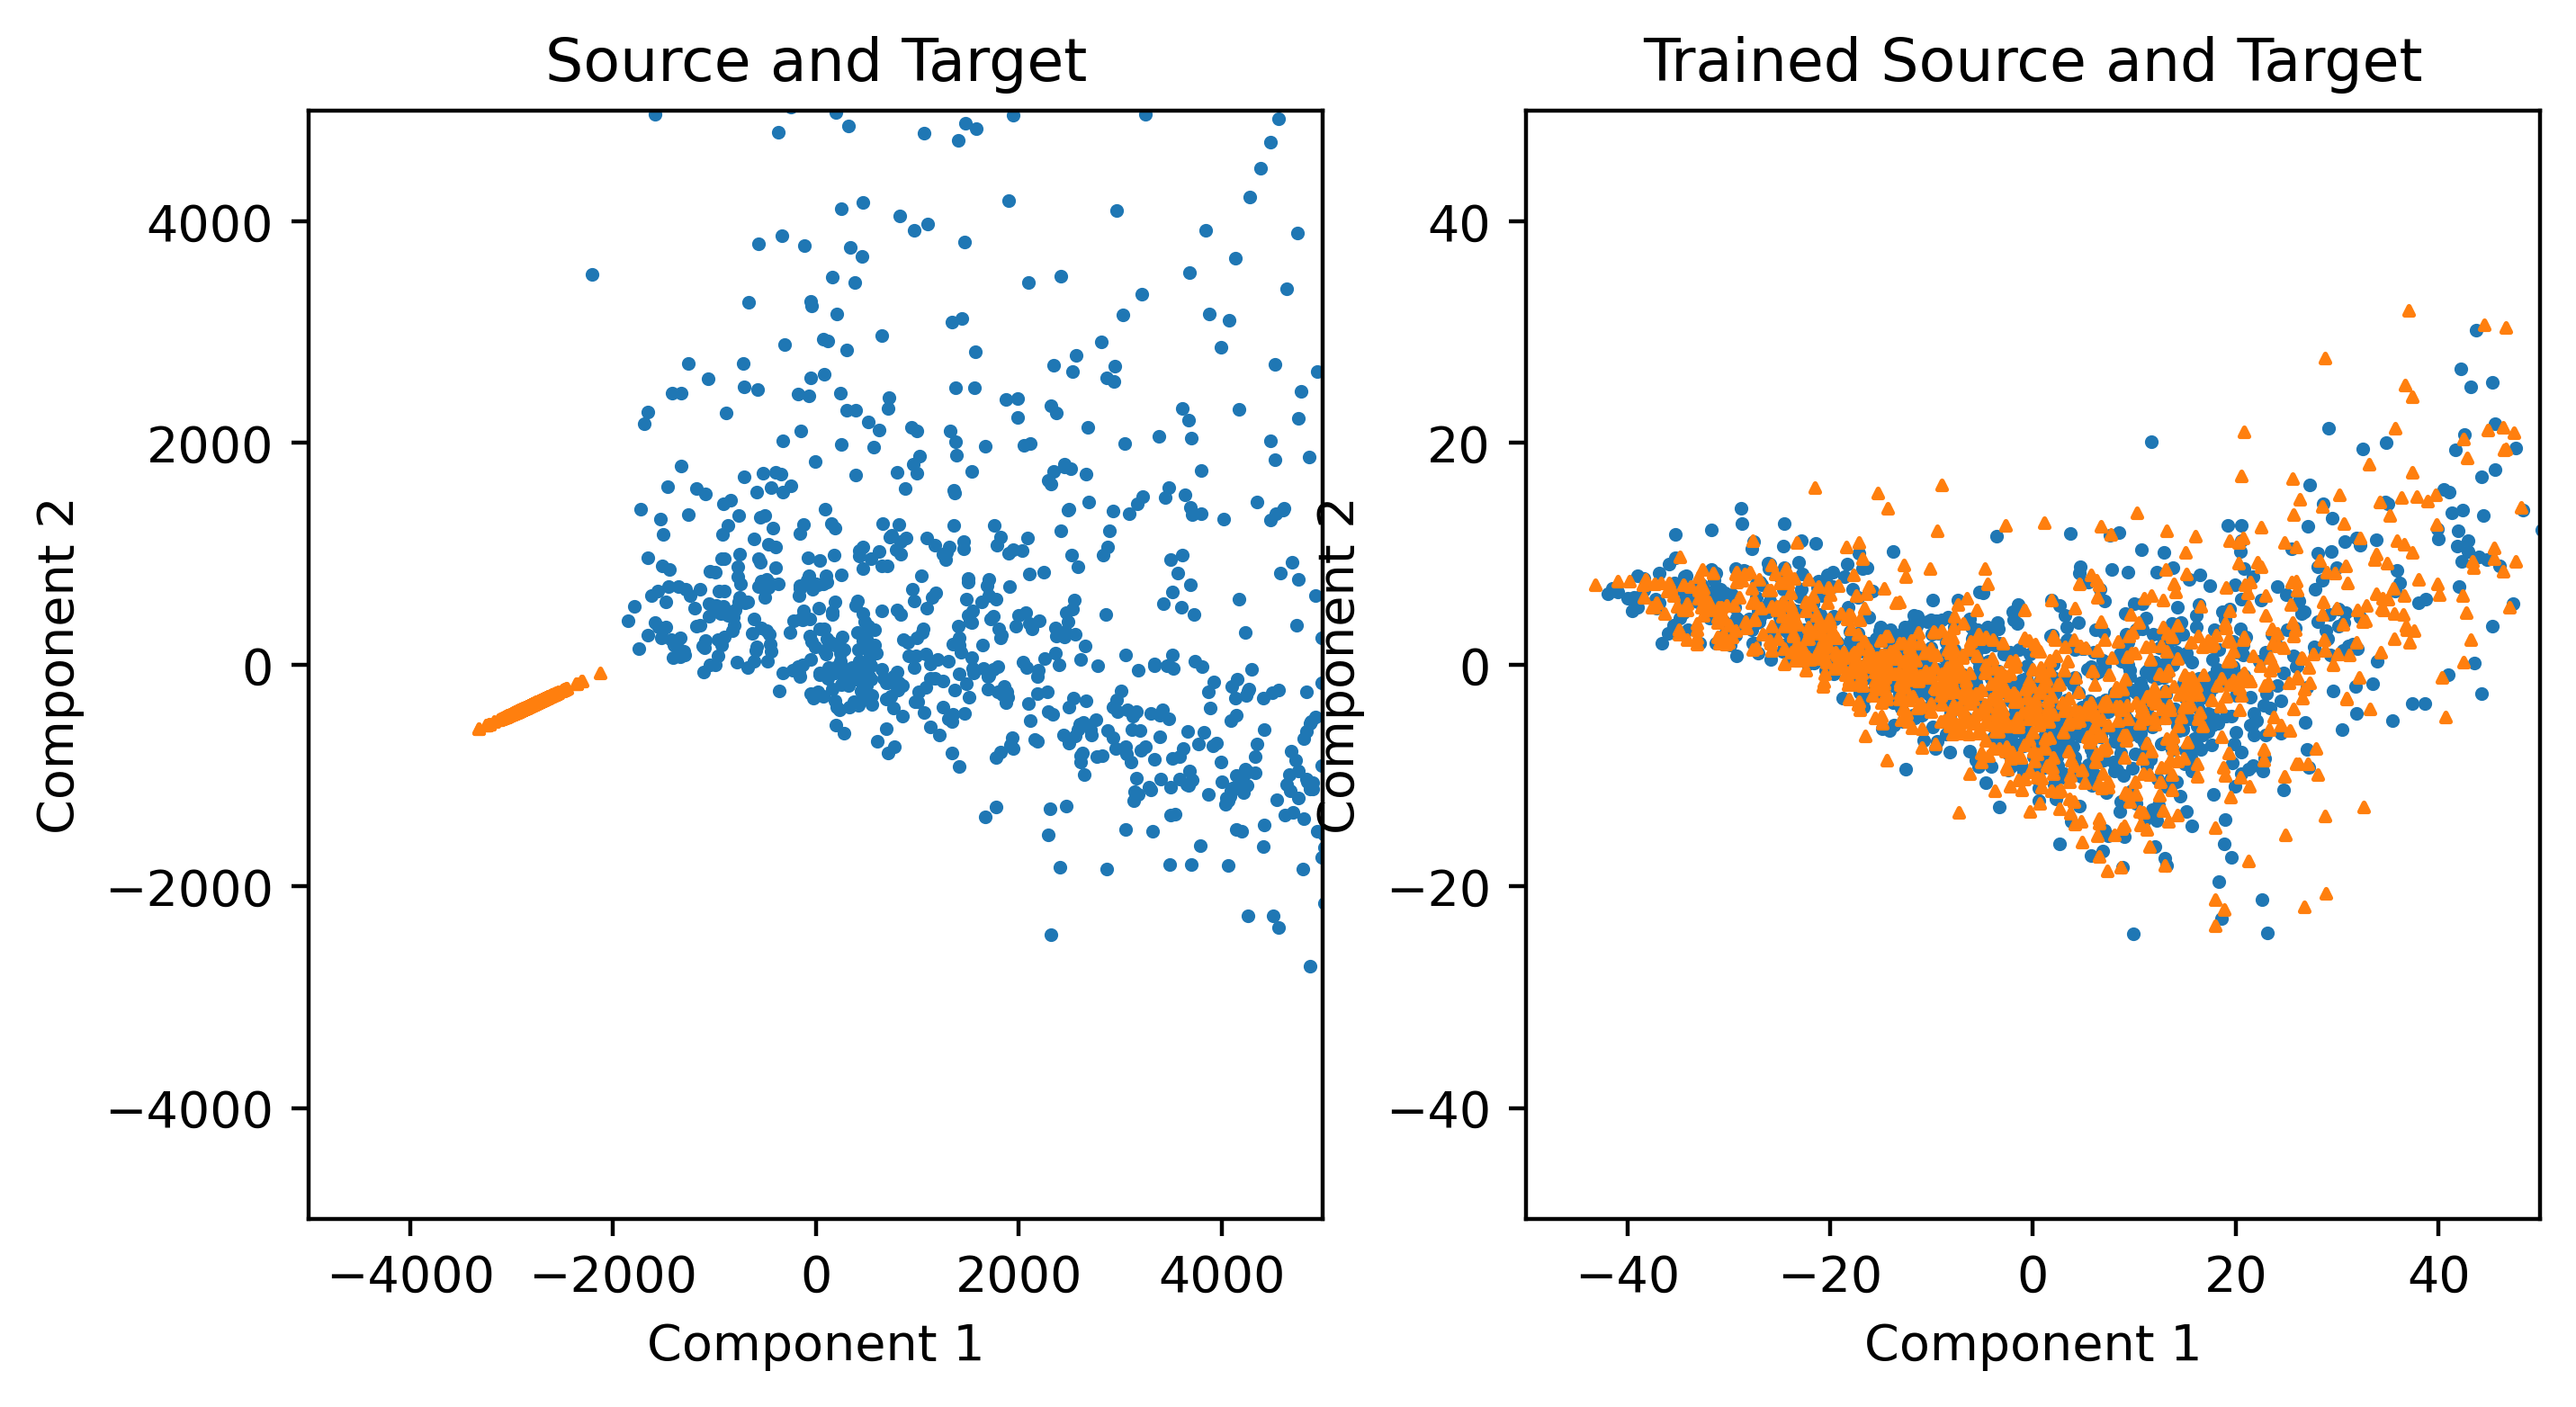 Source and Target
Component 2
4000
2000
0
−2000
−4000
−4000 −2000 0 2000 4000
Component 1
Trained Source and Target
Component 2
40
20
0
−20
−40
−40 −20 0 20 40
Component 1